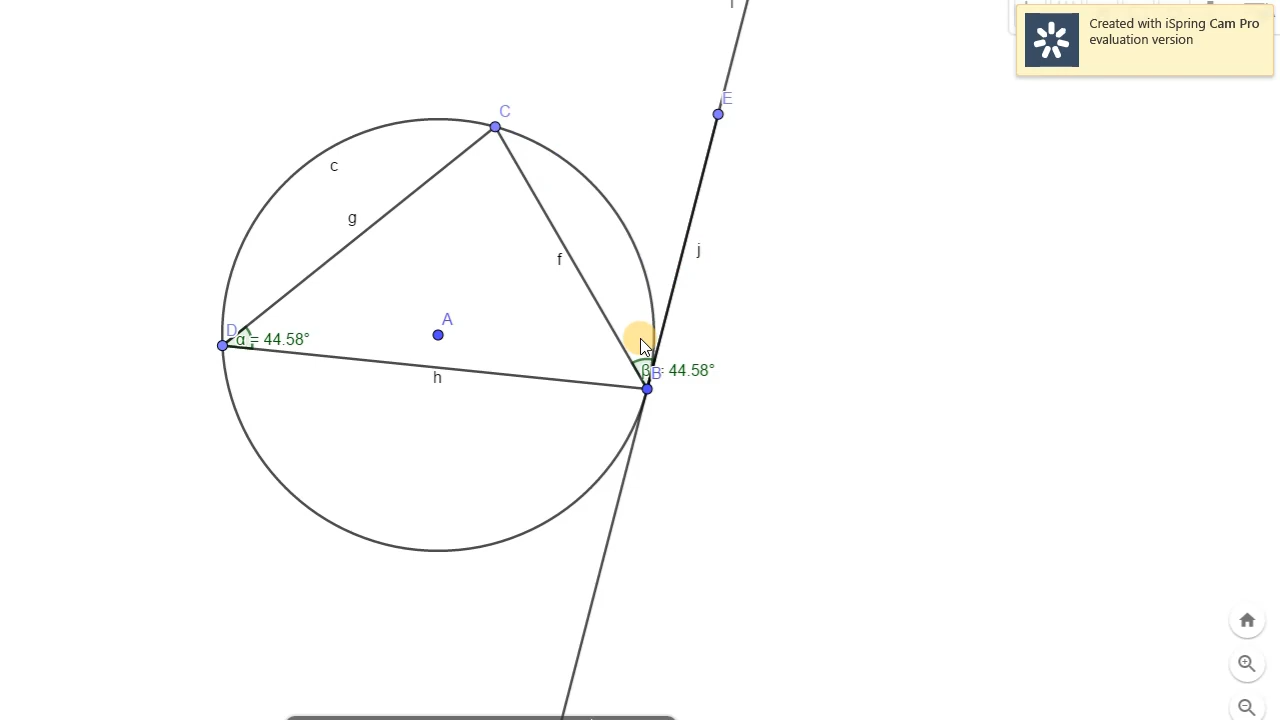 Created with iSpring Cam Pro
evaluation version
E
C
c
g
j
f
A
D
α = 44.58°
B
β = 44.58°
h